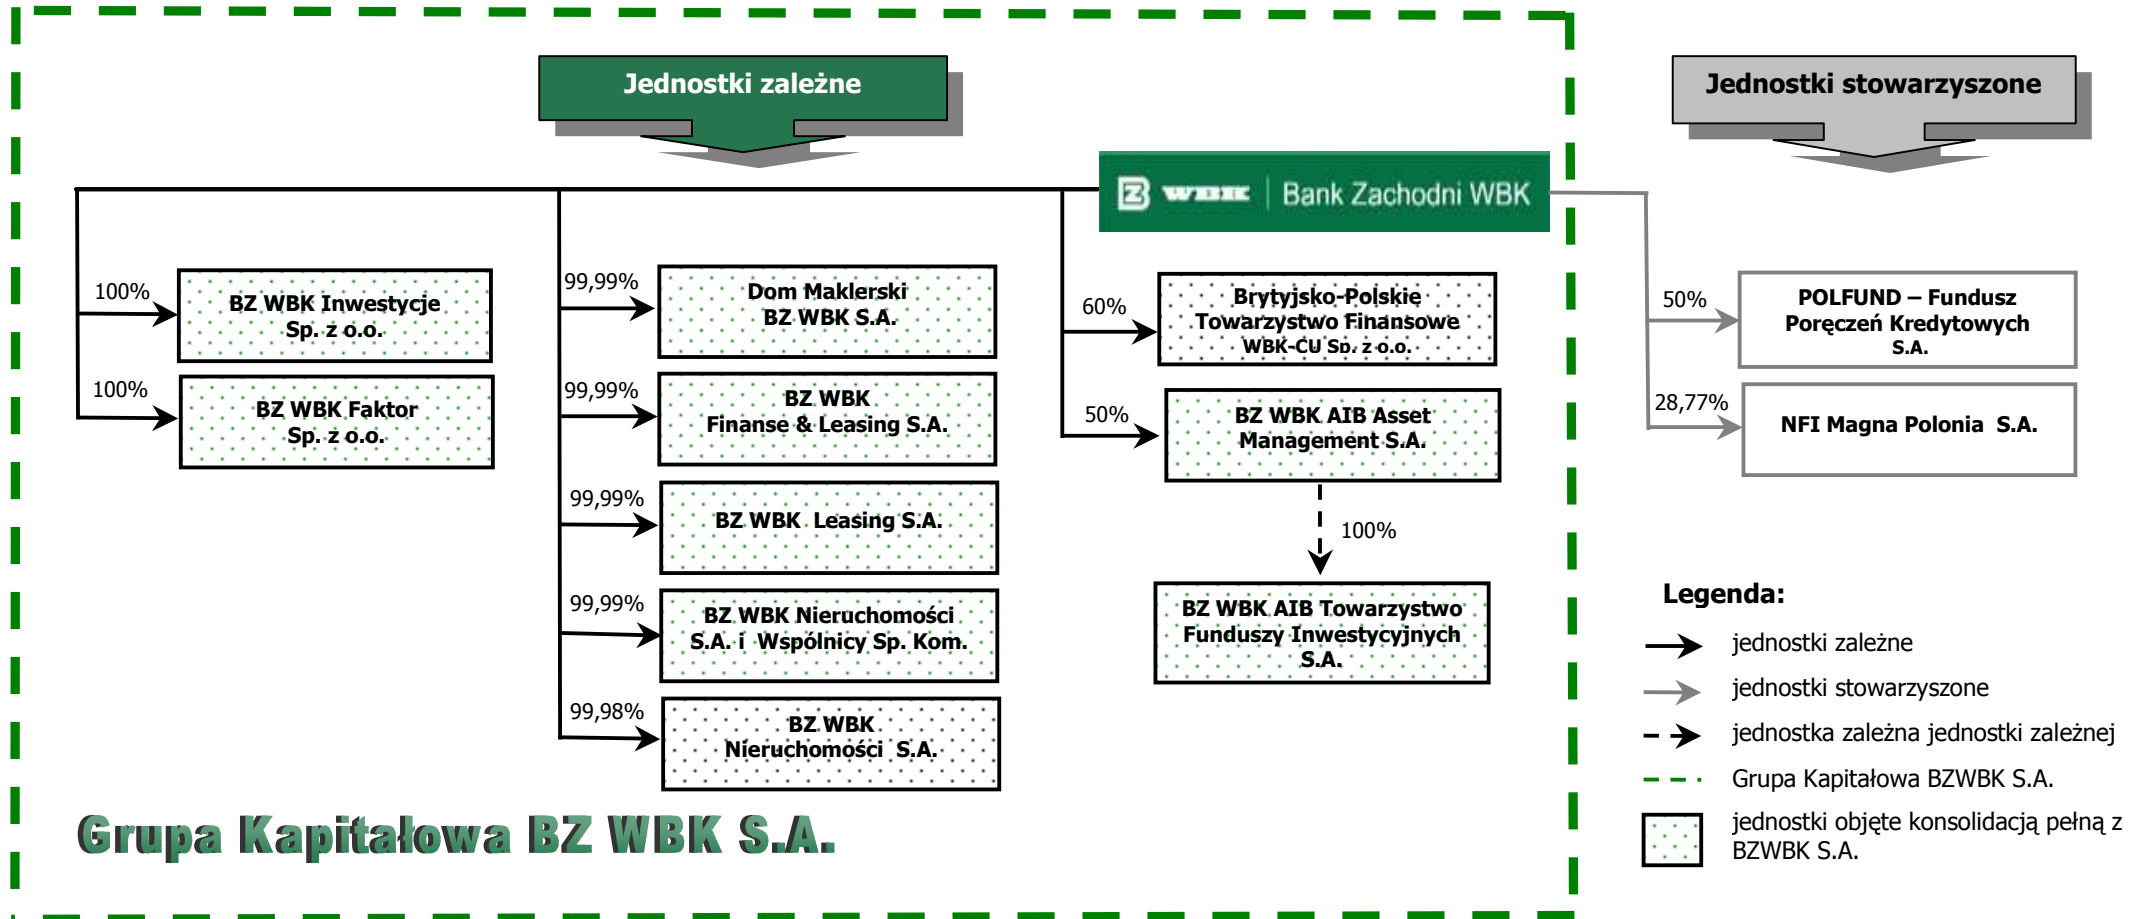 Jednostki zależne
Jednostki stowarzyszone
Z WBK | Bank Zachodni WBK
100%
BZ WBK Inwestycje
Sp. z o.o.
100%
BZ WBK Faktor
Sp. z o.o.
99,99%
Dom Maklerski
BZ WBK S.A.
99,99%
BZ WBK
Finanse & Leasing S.A.
99,99%
BZ WBK Leasing S.A.
99,99%
BZ WBK Nieruchomości
S.A. i Wspólnicy Sp. Kom.
99,98%
BZ WBK
Nieruchomości S.A.
60%
Brytyjsko-Polskie
Towarzystwo Finansowe
WBK-CU Sp. z o.o.
50%
BZ WBK AIB Asset
Management S.A.
100%
BZ WBK AIB Towarzystwo
Funduszy Inwestycyjnych
S.A.
50%
POLFUND – Fundusz
Poręczeń Kredytowych
S.A.
28,77%
NFI Magna Polonia S.A.
Legenda:
jednostki zależne
jednostki stowarzyszone
jednostka zależna jednostki zależnej
Grupa Kapitałowa BZWBK S.A.
jednostki objęte konsolidacją pełną z
BZWBK S.A.
Grupa Kapitałowa BZ WBK S.A.